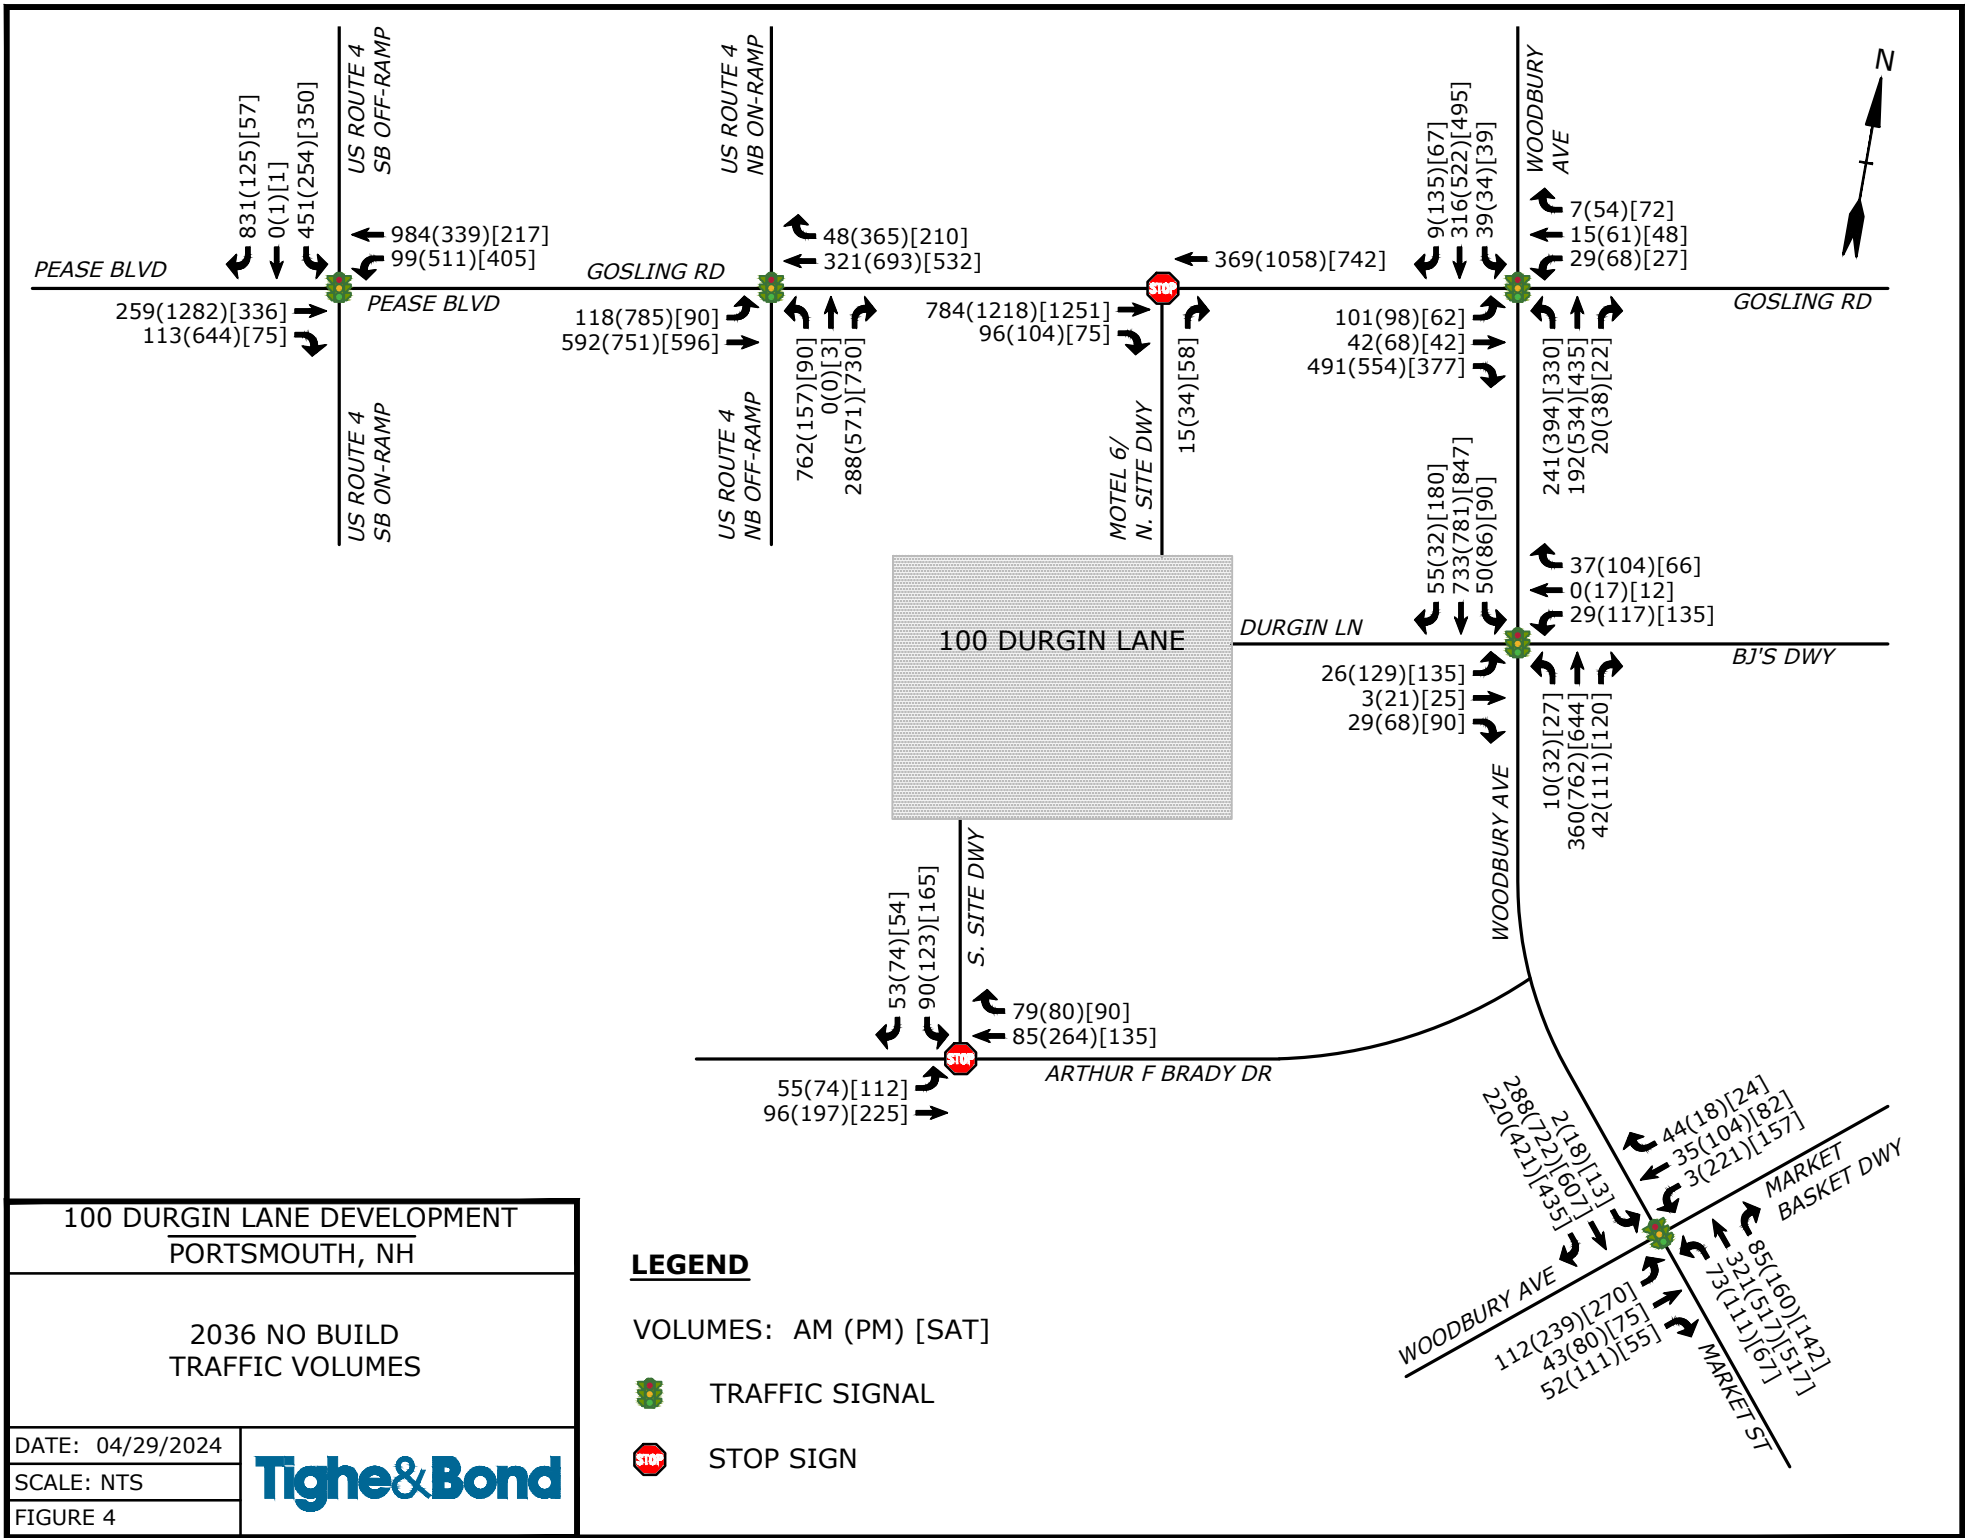 US ROUTE 4
SB OFF-RAMP
831(125)[57]
0(1)[1]
451(254)[350]
984(339)[217]
99(511)[405]
PEASE BLVD
PEASE BLVD
259(1282)[336]
113(644)[75]
US ROUTE 4
SB ON-RAMP
US ROUTE 4
NB ON-RAMP
48(365)[210]
321(693)[532]
GOSLING RD
118(785)[90]
592(751)[596]
762(157)[90]
0(0)[3]
288(571)[730]
US ROUTE 4
NB OFF-RAMP
369(1058)[742]
STOP
784(1218)[1251]
96(104)[75]
15(34)[58]
MOTEL 6/
N. SITE DWY
WOODBURY
AVE
9(135)[67]
316(522)[495]
39(34)[39]
7(54)[72]
15(61)[48]
29(68)[27]
GOSLING RD
101(98)[62]
42(68)[42]
491(554)[377]
241(394)[330]
192(534)[435]
20(38)[22]
N
55(32)[180]
733(781)[847]
50(86)[90]
37(104)[66]
0(17)[12]
29(117)[135]
100 DURGIN LANE
DURGIN LN
BJ'S DWY
26(129)[135]
3(21)[25]
29(68)[90]
10(32)[27]
360(762)[644]
42(111)[120]
WOODBURY AVE
53(74)[54]
90(123)[165]
S. SITE DWY
79(80)[90]
85(264)[135]
STOP
ARTHUR F BRADY DR
55(74)[112]
96(197)[225]
220(421)[435]
288(722)[607]
2(18)[13]
44(18)[24]
35(104)[82]
3(221)[157]
MARKET
BASKET DWY
WOODBURY AVE
112(239)[270]
43(80)[75]
52(111)[55]
73(111)[67]
321(517)[517]
85(160)[142]
MARKET ST
100 DURGIN LANE DEVELOPMENT
PORTSMOUTH, NH
2036 NO BUILD
TRAFFIC VOLUMES
DATE: 04/29/2024
SCALE: NTS
FIGURE 4
Tighe&Bond
LEGEND
VOLUMES: AM (PM) [SAT]
TRAFFIC SIGNAL
STOP
STOP SIGN